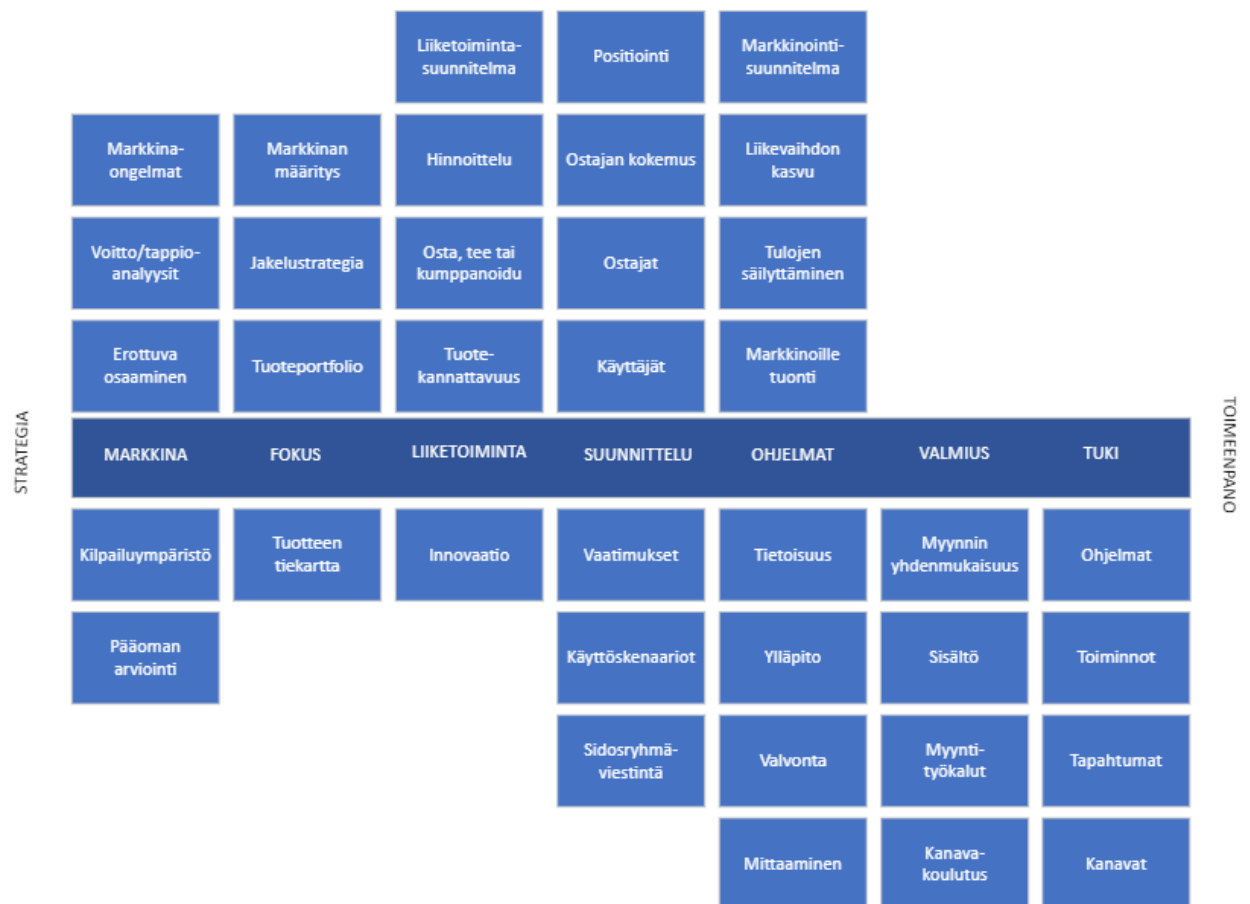 Liiketoiminta-
suunnitelma
Positiointi
Markkinointi-
suunnitelma
Markkina-
ongelmat
Markkinan
määritys
Hinnoittelu
Ostajan kokemus
Liikevaihdon
kasvu
Voitto/tappio-
analyysit
Jakelustrategia
Osta, tee tai
kumppanoidu
Ostajat
Tulojen
säilyttäminen
Erottuva
osaaminen
Tuoteportfolio
Tuote-
kannattavuus
Käyttäjät
Markkinoille
tuonti
STRATEGIA
MARKKINA
FOKUS
LIIKETOIMINTA
SUUNNITTELU
OHJELMAT
VALMIUS
TUKI
TOIMEENPANO
Kilpailuympäristö
Tuotteen
tiekartta
Innovaatio
Vaatimukset
Tietoisuus
Myynnin
yhdenmukaisuus
Ohjelmat
Pääoman
arviointi
Käyttöskenaariot
Ylläpito
Sisältö
Toiminnot
Sidosryhmä-
viestintä
Valvonta
Myynti-
työkalut
Tapahtumat
Mittaaminen
Kanava-
koulutus
Kanavat